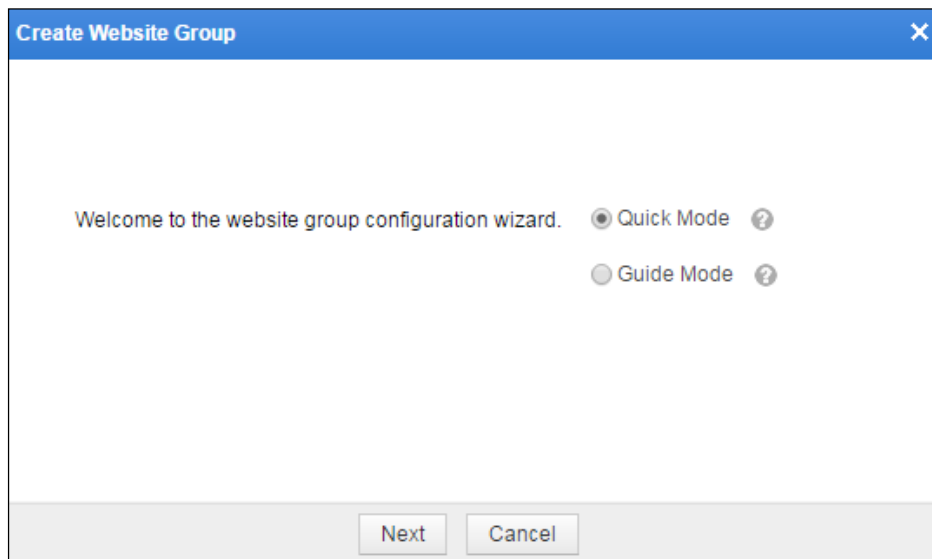 Create Website Group
Welcome to the website group configuration wizard. Quick Mode
Guide Mode
Next Cancel